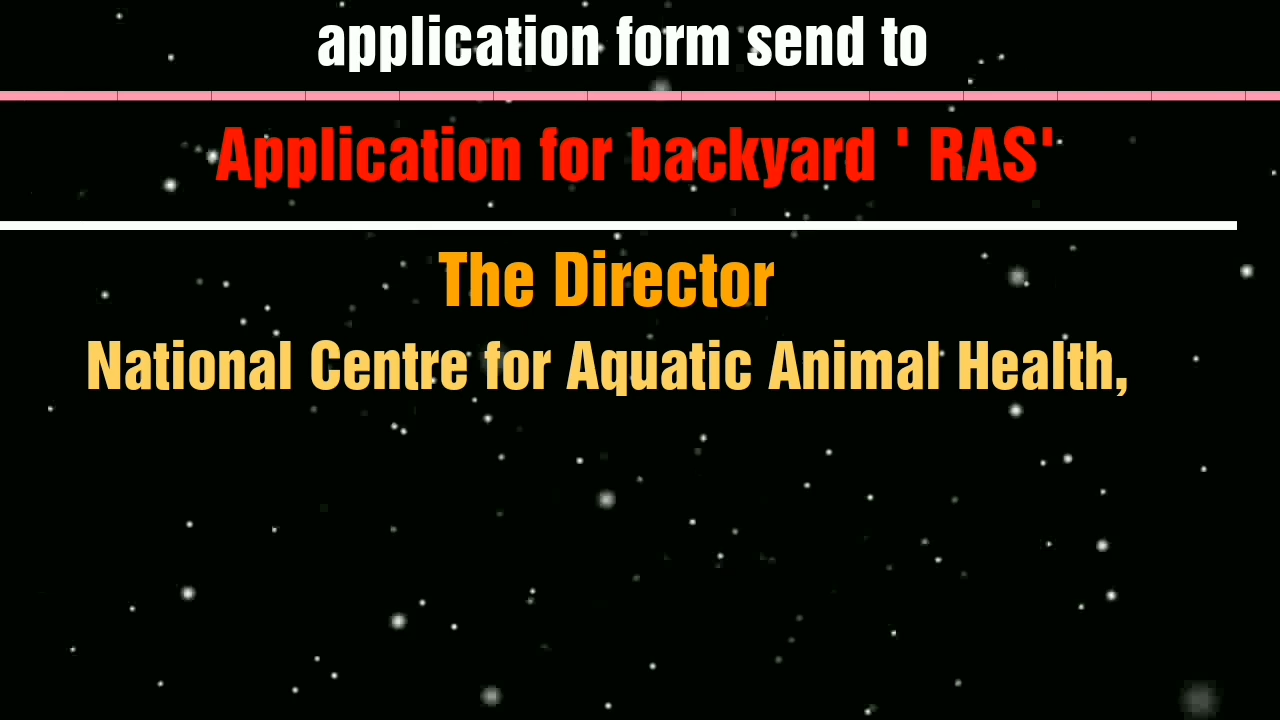 application form send to
Application for backyard ' RAS'
The Director
National Centre for Aquatic Animal Health,